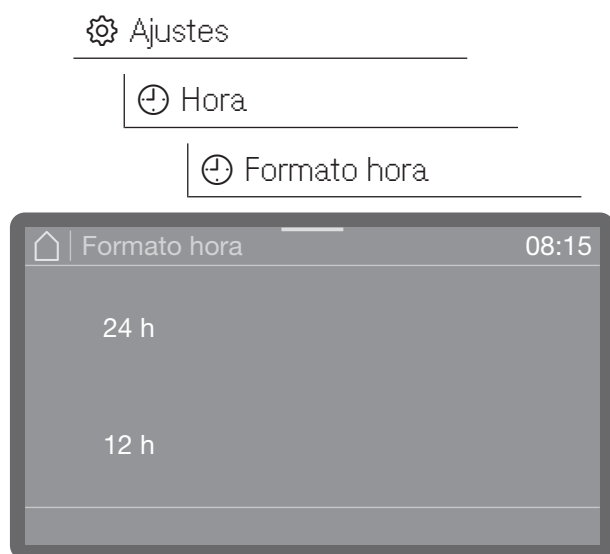 Ajustes
Hora
Formato hora
Formato hora 08:15
24 h
12 h